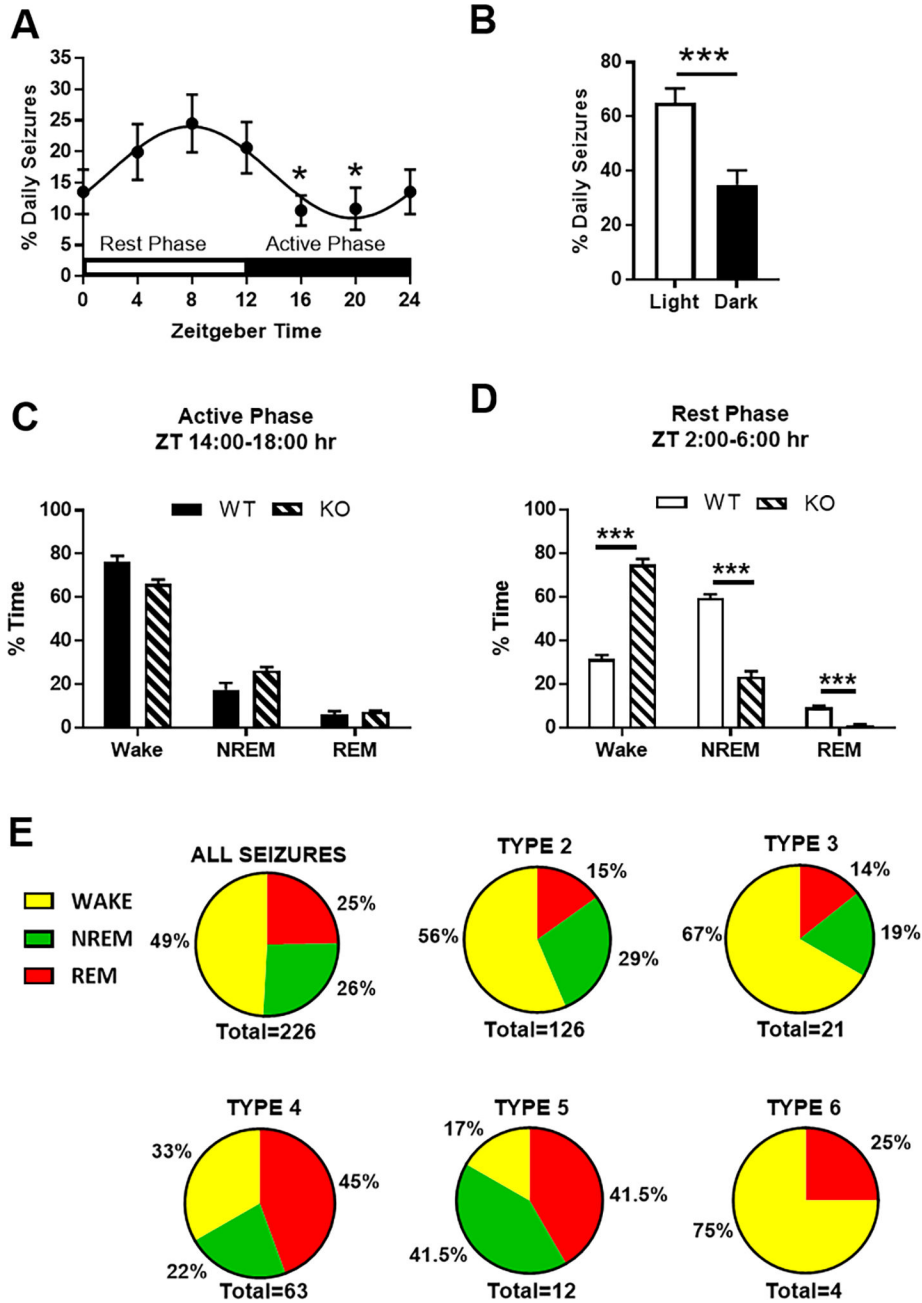 A
% Daily Seizures
35
30
25
20
15
10
5
0
* *
Rest Phase Active Phase
0 4 8 12 16 20 24
Zeitgeber Time
B
% Daily Seizures
80
60
40
20
0
***
Light Dark
C
Active Phase
ZT 14:00-18:00 hr
% Time
100
80
60
40
20
0
WT KO
Wake NREM REM
D
Rest Phase
ZT 2:00-6:00 hr
% Time
100
80
60
40
20
0
WT KO
***
***
***
Wake NREM REM
E
WAKE
NREM
REM
ALL SEIZURES
49%
25%
26%
Total=226
TYPE 2
56%
15%
29%
Total=126
TYPE 3
67%
14%
19%
Total=21
TYPE 4
33%
45%
22%
Total=63
TYPE 5
17%
41.5%
41.5%
Total=12
TYPE 6
25%
75%
Total=4